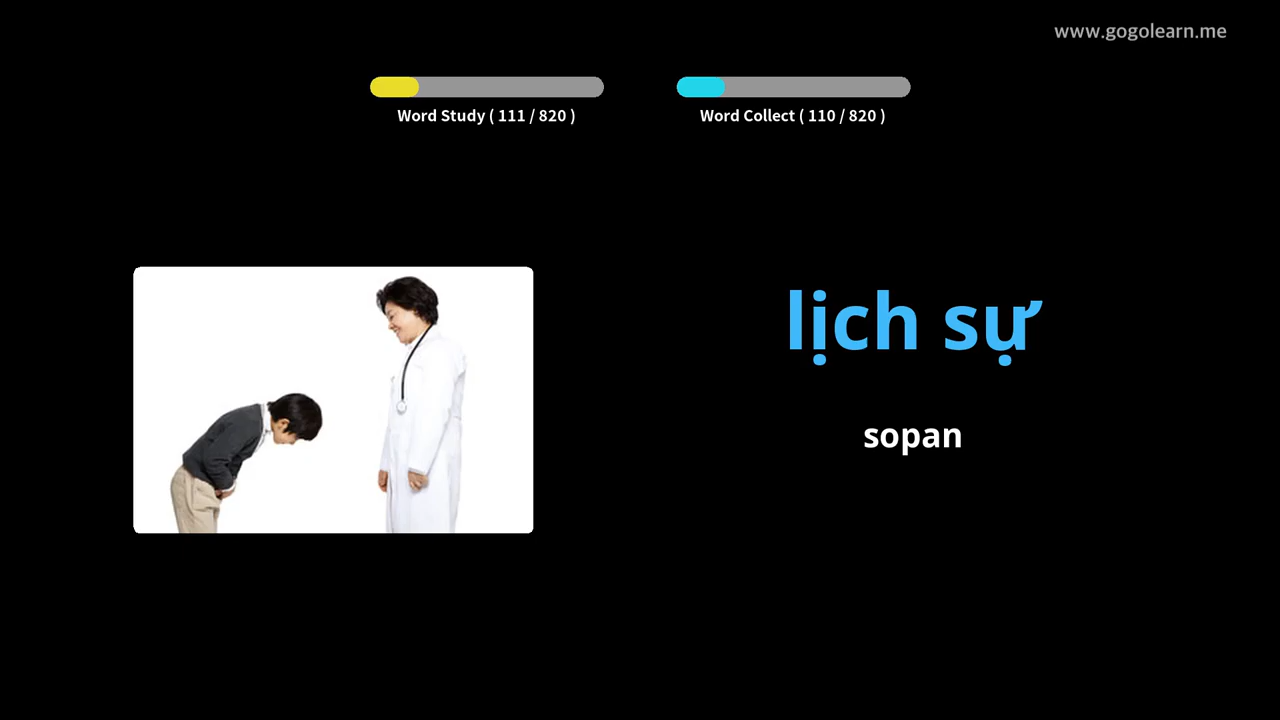 www.gogolearn.me
Word Study ( 111 / 820 )
Word Collect ( 110 / 820 )
lịch sự
sopan